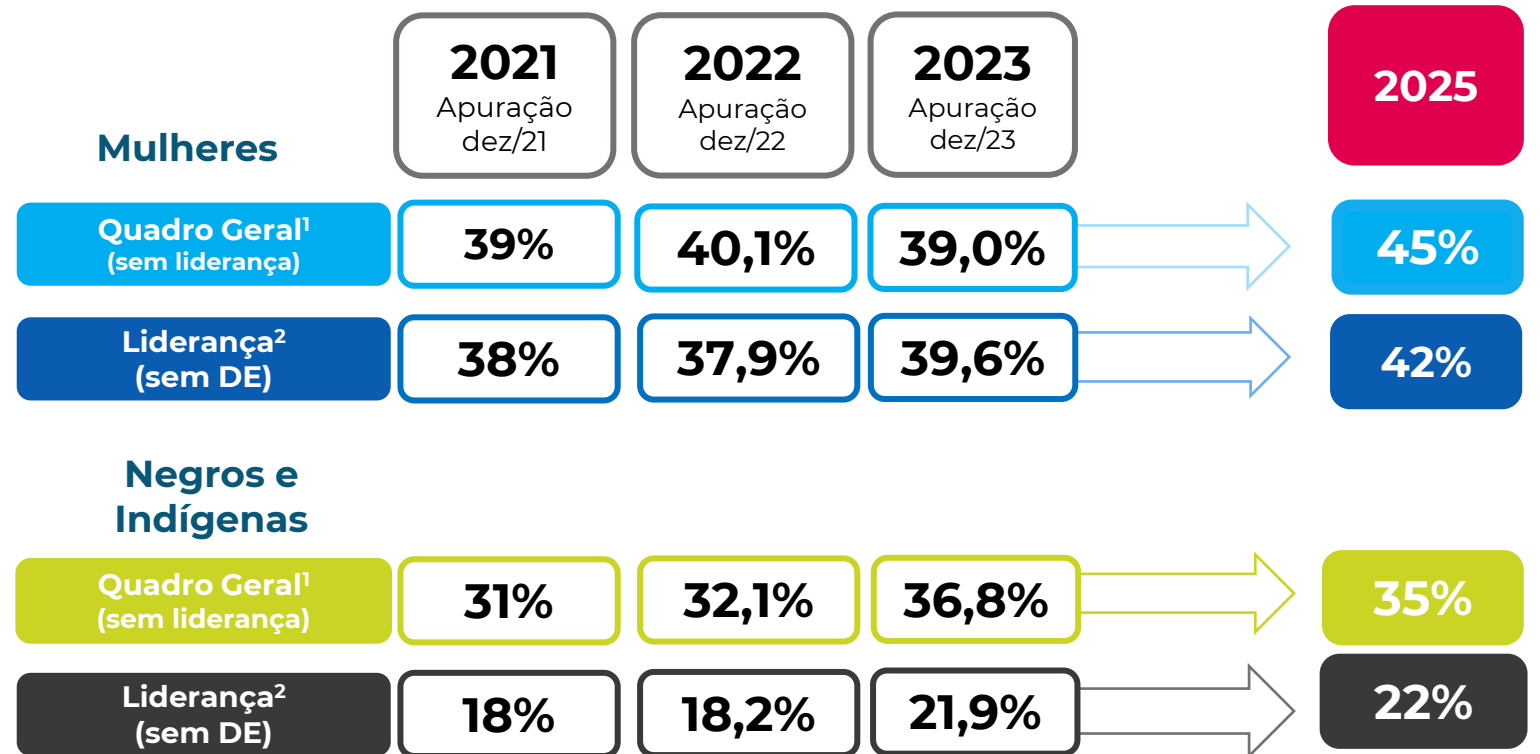 2021
Apuração
dez/21
2022
Apuração
dez/22
2023
Apuração
dez/23
2025
Mulheres
Quadro Geral¹
(sem liderança)
39%
40,1%
39,0%
45%
Liderança²
(sem DE)
38%
37,9%
39,6%
42%
Negros e
Indígenas
Quadro Geral¹
(sem liderança)
31%
32,1%
36,8%
35%
Liderança²
(sem DE)
18%
18,2%
21,9%
22%